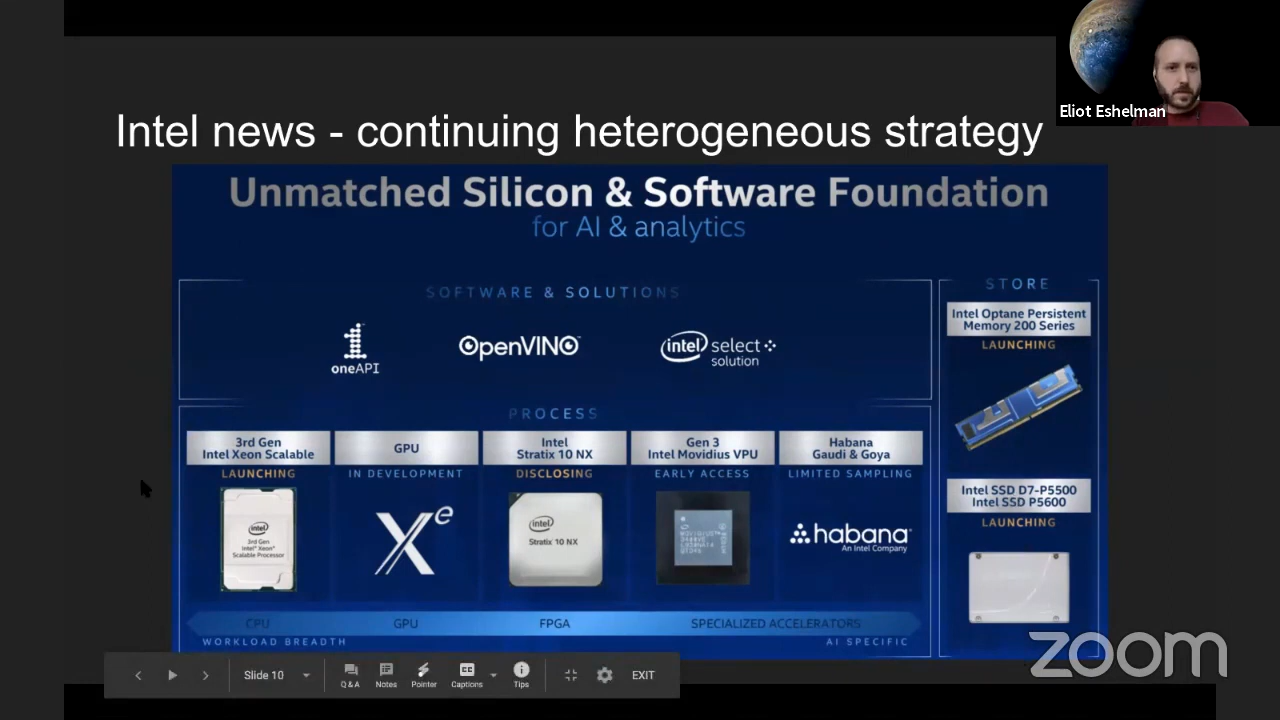 Eliot Eshelman
Intel news - continuing heterogeneous strategy
Unmatched Silicon & Software Foundation
for AI & analytics
SOFTWARE & SOLUTIONS
oneAPI
OpenVINO
intel select
solution
PROCESS
3rd Gen
Intel Xeon Scalable
LAUNCHING
intel
3rd Gen
Intel® Xeon®
Scalable Processor
GPU
IN DEVELOPMENT
Xe
Intel
Stratix 10 NX
DISCLOSING
intel
Stratix 10 NX
Gen 3
Intel Movidius VPU
EARLY ACCESS
Habana
Gaudi & Goya
LIMITED SAMPLING
habana
An Intel Company
CPU
GPU
FPGA
SPECIALIZED ACCELERATORS
WORKLOAD BREADTH
AI SPECIFIC
STORE
Intel Optane Persistent
Memory 200 Series
LAUNCHING
Intel SSD D7-P5500
Intel SSD P5600
LAUNCHING
Slide 10
Q & A
Notes
Pointer
CC
Captions
Tips
EXIT
zoom